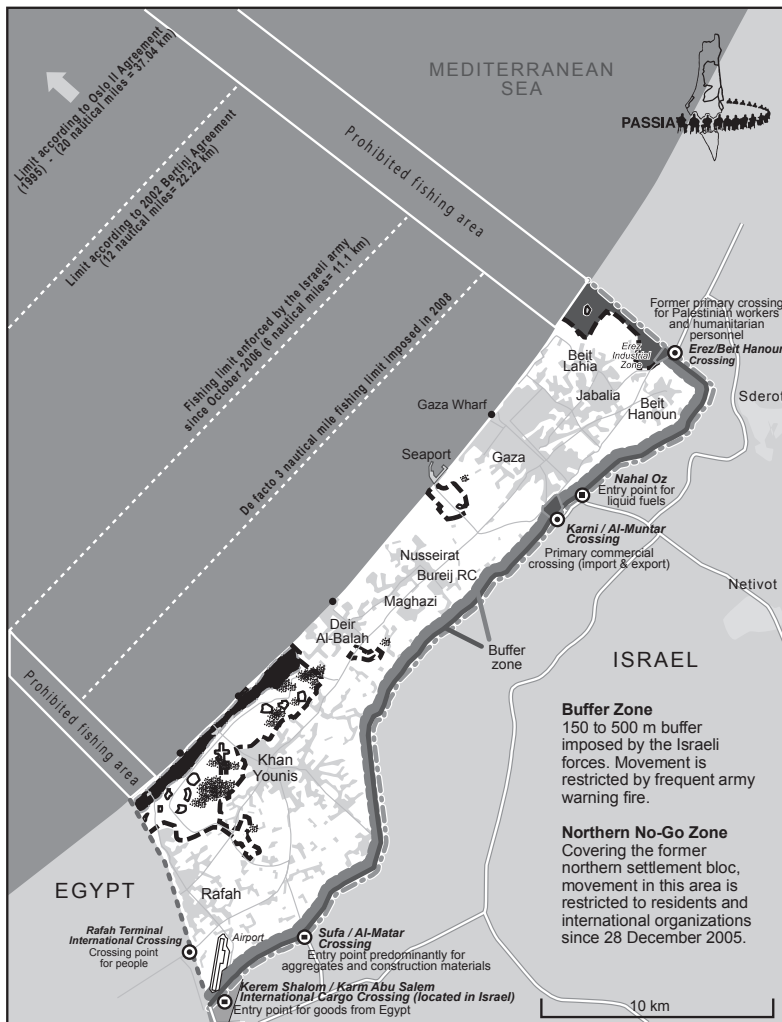 MEDITERRANEAN
SEA
PASSIA
Limit according to Oslo II Agreement
(1995) - (20 nautical miles = 37.04 km)
Limit according to 2002 Bertini Agreement
(12 nautical miles= 22.22 km)
Fishing limit enforced by the Israeli army
since October 2006 (6 nautical miles= 11.1 km)
De facto 3 nautical mile fishing limit imposed in 2008
Prohibited fishing area
Prohibited fishing area
Former primary crossing
for Palestinian workers
and humanitarian
personnel
Erez/Beit Hanoun
Crossing
Erez
Industrial
Zone
Beit
Lahia
Jabalia
Beit
Hanoun
Sderot
Gaza Wharf
Gaza
Seaport
Nahal Oz
Entry point for
liquid fuels
Karni / Al-Muntar
Crossing
Primary commercial
crossing (import & export)
Nusseirat
Bureij RC
Maghazi
Netivot
Deir
Al-Balah
Buffer
zone
ISRAEL
Khan
Younis
Buffer Zone
150 to 500 m buffer
imposed by the Israeli
forces. Movement is
restricted by frequent army
warning fire.
Northern No-Go Zone
Covering the former
northern settlement bloc,
movement in this area is
restricted to residents and
international organizations
since 28 December 2005.
EGYPT
Rafah
Rafah Terminal
International Crossing
Crossing point
for people
Airport
Sufa / Al-Matar
Crossing
Entry point predominantly for
aggregates and construction materials
Kerem Shalom / Karm Abu Salem
International Cargo Crossing (located in Israel)
Entry point for goods from Egypt
10 km